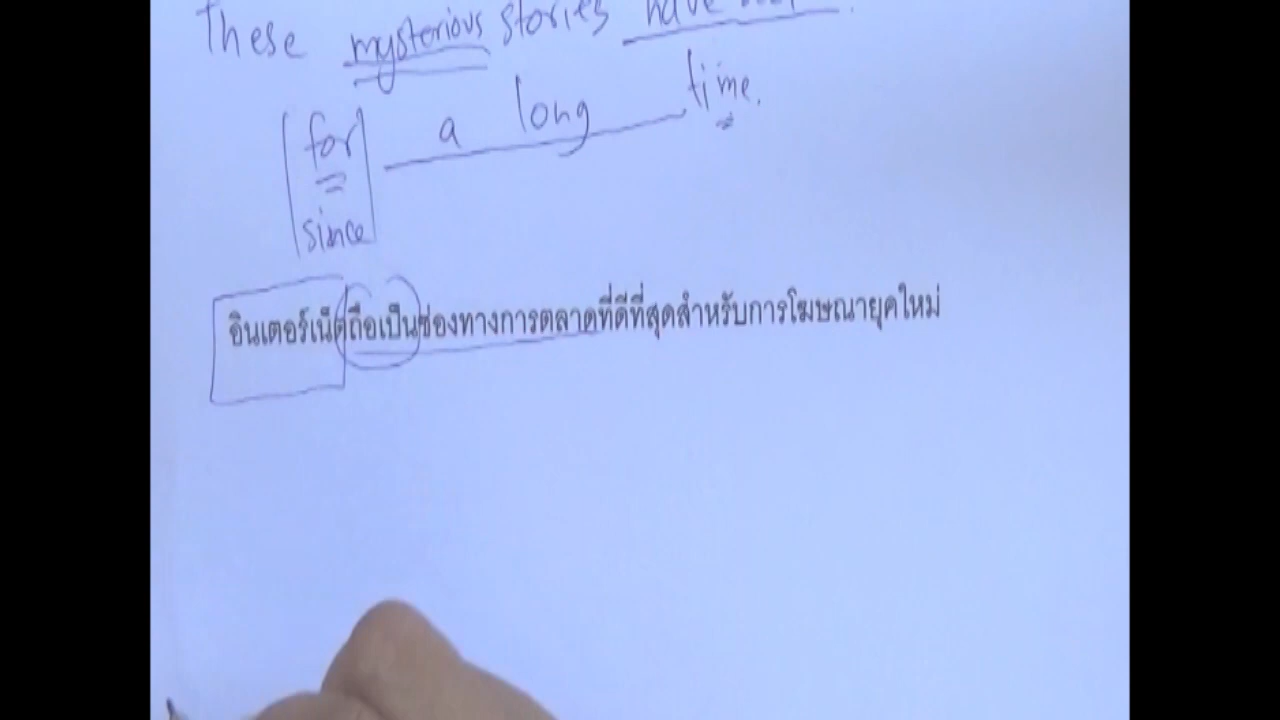 These mysterious stories have
for a long time.
since
อินเตอร์เน็ตถือเป็นช่องทางการตลาดที่ดีที่สุดสำหรับการโฆษณายุคใหม่